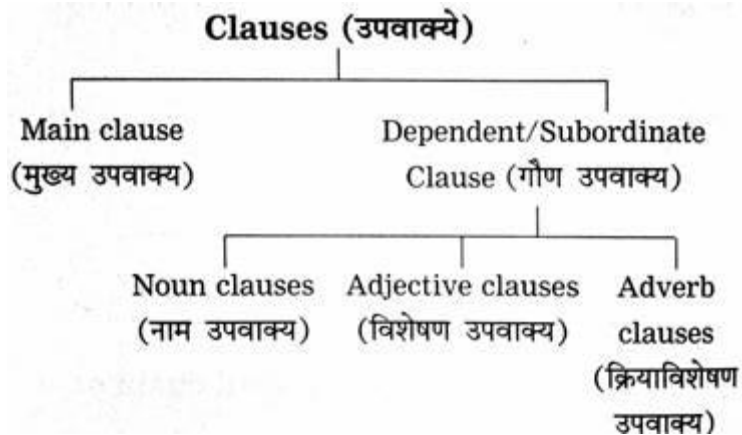 Clauses (उपवाक्ये)
Main clause
(मुख्य उपवाक्य)
Dependent/Subordinate
Clause (गौण उपवाक्य)
Noun clauses
(नाम उपवाक्य)
Adjective clauses
(विशेषण उपवाक्य)
Adverb
clauses
(क्रियाविशेषण
उपवाक्य)